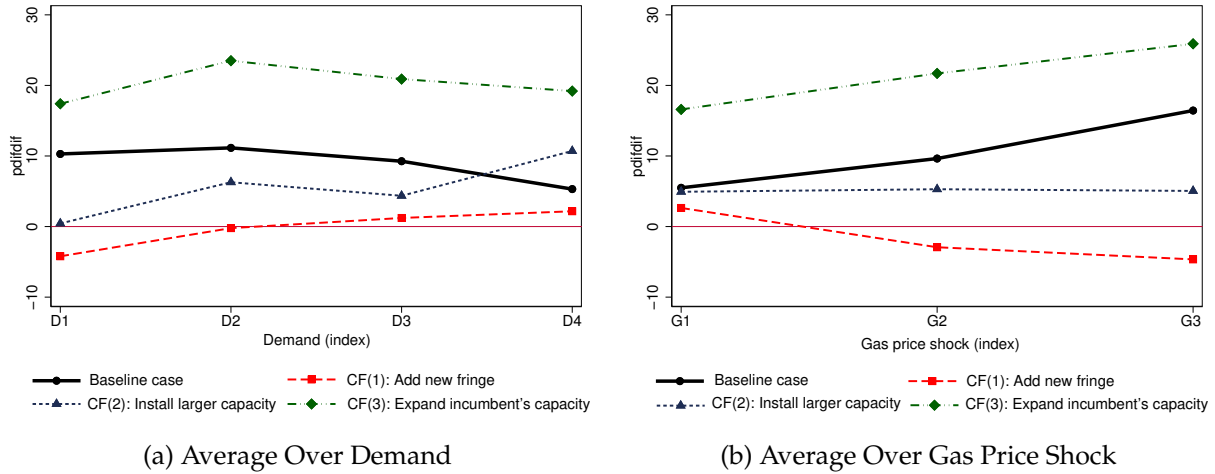 30
20
10
0
−10
pdifdif
D1 D2 D3 D4
Demand (index)
Baseline case
CF(1): Add new fringe
CF(2): Install larger capacity
CF(3): Expand incumbent's capacity
(a) Average Over Demand
30
20
10
0
−10
pdifdif
G1 G2 G3
Gas price shock (index)
Baseline case
CF(1): Add new fringe
CF(2): Install larger capacity
CF(3): Expand incumbent's capacity
(b) Average Over Gas Price Shock